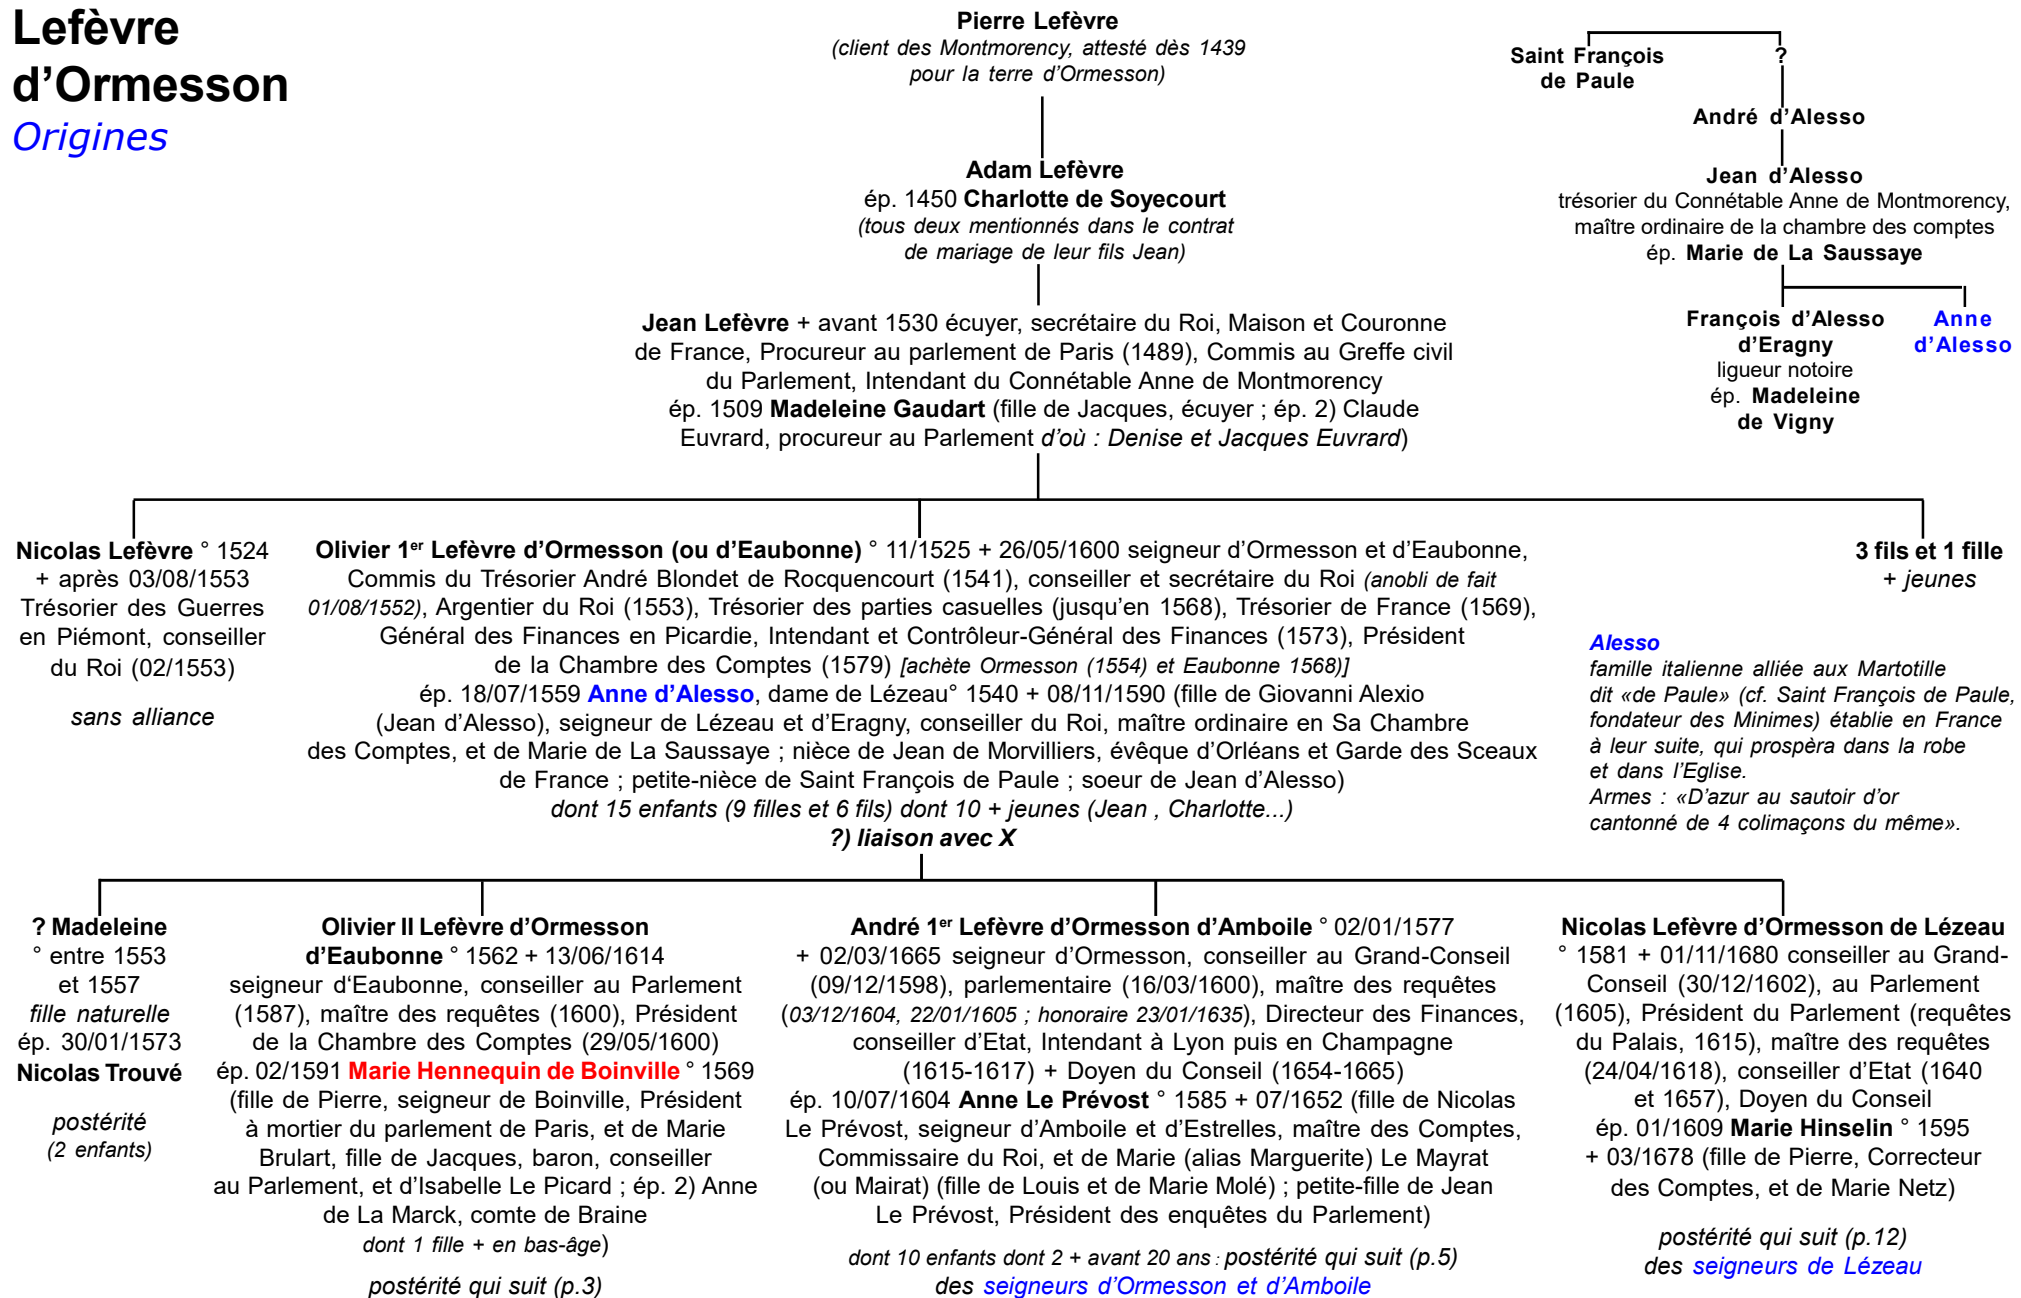 Lefèvre
d’Ormesson
Origines
Pierre Lefèvre
(client des Montmorency, attesté dès 1439
pour la terre d’Ormesson)
Adam Lefèvre
ép. 1450 Charlotte de Soyecourt
(tous deux mentionnés dans le contrat
de mariage de leur fils Jean)
Jean Lefèvre + avant 1530 écuyer, secrétaire du Roi, Maison et Couronne
de France, Procureur au parlement de Paris (1489), Commis au Greffe civil
du Parlement, Intendant du Connétable Anne de Montmorency
ép. 1509 Madeleine Gaudart (fille de Jacques, écuyer ; ép. 2) Claude
Euvrard, procureur au Parlement d’où : Denise et Jacques Euvrard)
Saint François
de Paule
?
André d’Alesso
Jean d’Alesso
trésorier du Connétable Anne de Montmorency,
maître ordinaire de la chambre des comptes
ép. Marie de La Saussaye
François d’Alesso
d’Eragny
ligueur notoire
ép. Madeleine
de Vigny
Anne
d’Alesso
Nicolas Lefèvre ° 1524
+ après 03/08/1553
Trésorier des Guerres
en Piémont, conseiller
du Roi (02/1553)
sans alliance
Olivier 1er Lefèvre d’Ormesson (ou d’Eaubonne) ° 11/1525 + 26/05/1600 seigneur d’Ormesson et d’Eaubonne,
Commis du Trésorier André Blondet de Rocquencourt (1541), conseiller et secrétaire du Roi (anobli de fait
01/08/1552), Argentier du Roi (1553), Trésorier des parties casuelles (jusqu’en 1568), Trésorier de France (1569),
Général des Finances en Picardie, Intendant et Contrôleur-Général des Finances (1573), Président
de la Chambre des Comptes (1579) [achète Ormesson (1554) et Eaubonne 1568)]
ép. 18/07/1559 Anne d’Alesso, dame de Lézeau° 1540 + 08/11/1590 (fille de Giovanni Alexio
(Jean d’Alesso), seigneur de Lézeau et d’Eragny, conseiller du Roi, maître ordinaire en Sa Chambre
des Comptes, et de Marie de La Saussaye ; nièce de Jean de Morvilliers, évêque d’Orléans et Garde des Sceaux
de France ; petite-nièce de Saint François de Paule ; soeur de Jean d’Alesso)
dont 15 enfants (9 filles et 6 fils) dont 10 + jeunes (Jean , Charlotte...)
?) liaison avec X
3 fils et 1 fille
+ jeunes
Alesso
famille italienne alliée aux Martotille
dit «de Paule» (cf. Saint François de Paule,
fondateur des Minimes) établie en France
à leur suite, qui prospèra dans la robe
et dans l’Eglise.
Armes : «D’azur au sautoir d’or
cantonné de 4 colimaçons du même».
? Madeleine
° entre 1553
et 1557
fille naturelle
ép. 30/01/1573
Nicolas Trouvé
postérité
(2 enfants)
Olivier II Lefèvre d’Ormesson
d’Eaubonne ° 1562 + 13/06/1614
seigneur d‘Eaubonne, conseiller au Parlement
(1587), maître des requêtes (1600), Président
de la Chambre des Comptes (29/05/1600)
ép. 02/1591 Marie Hennequin de Boinville ° 1569
(fille de Pierre, seigneur de Boinville, Président
à mortier du parlement de Paris, et de Marie
Brulart, fille de Jacques, baron, conseiller
au Parlement, et d’Isabelle Le Picard ; ép. 2) Anne
de La Marck, comte de Braine
dont 1 fille + en bas-âge)
postérité qui suit (p.3)
André 1er Lefèvre d’Ormesson d’Amboile ° 02/01/1577
+ 02/03/1665 seigneur d’Ormesson, conseiller au Grand-Conseil
(09/12/1598), parlementaire (16/03/1600), maître des requêtes
(03/12/1604, 22/01/1605 ; honoraire 23/01/1635), Directeur des Finances,
conseiller d’Etat, Intendant à Lyon puis en Champagne
(1615-1617) + Doyen du Conseil (1654-1665)
ép. 10/07/1604 Anne Le Prévost ° 1585 + 07/1652 (fille de Nicolas
Le Prévost, seigneur d’Amboile et d’Estrelles, maître des Comptes,
Commissaire du Roi, et de Marie (alias Marguerite) Le Mayrat
(ou Mairat) (fille de Louis et de Marie Molé) ; petite-fille de Jean
Le Prévost, Président des enquêtes du Parlement)
dont 10 enfants dont 2 + avant 20 ans : postérité qui suit (p.5)
des seigneurs d’Ormesson et d’Amboile
Nicolas Lefèvre d’Ormesson de Lézeau
° 1581 + 01/11/1680 conseiller au Grand-
Conseil (30/12/1602), au Parlement
(1605), Président du Parlement (requêtes
du Palais, 1615), maître des requêtes
(24/04/1618), conseiller d’Etat (1640
et 1657), Doyen du Conseil
ép. 01/1609 Marie Hinselin ° 1595
+ 03/1678 (fille de Pierre, Correcteur
des Comptes, et de Marie Netz)
postérité qui suit (p.12)
des seigneurs de Lézeau